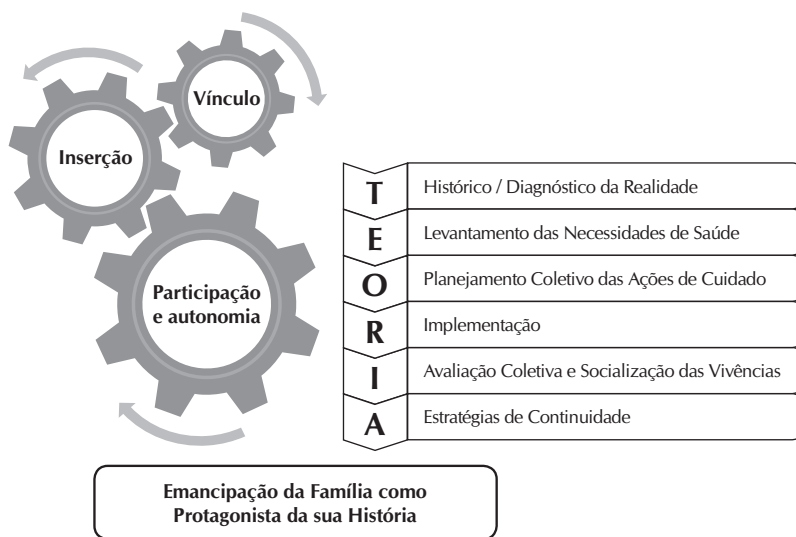 Vínculo
Inserção
Participação
e autonomia
T
Histórico / Diagnóstico da Realidade
E
Levantamento das Necessidades de Saúde
O
Planejamento Coletivo das Ações de Cuidado
R
Implementação
I
Avaliação Coletiva e Socialização das Vivências
A
Estratégias de Continuidade
Emancipação da Família como
Protagonista da sua História